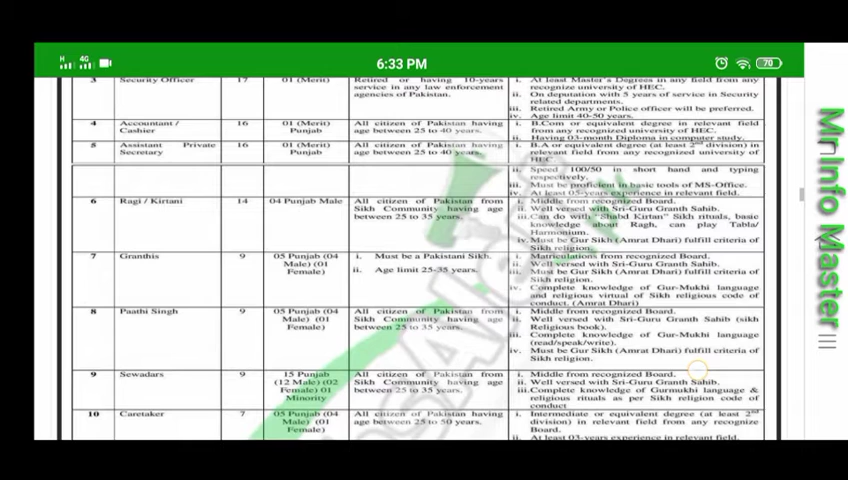 6:33 PM
H 4G 70
3 Security Officer 17 01 (Merit) Retired or having 10-years service in any law enforcement agencies of Pakistan. i. At least Master's Degrees in any field from any recognize university of HEC.
ii. On deputation with 5 years of service in Security related departments.
iii. Retired Army or Police officer will be preferred.
iv. Age limit 40-50 years.
4 Accountant / Cashier 16 01 (Merit) Punjab All citizen of Pakistan having age between 25 to 40 years. i. B.Com or equivalent degree in relevant field from any recognized university of HEC.
ii. Having 03-month Diploma in computer study.
5 Assistant Private Secretary 16 01 (Merit) Punjab All citizen of Pakistan having age between 25 to 40 years. i. B.A or equivalent degree (at least 2nd division) in relevant field from any recognized university of HEC
ii. Speed 100/50 in short hand and typing respectively.
iii. Must be proficient in basic tools of MS-Office.
iv. At least 05-years experience in relevant field.
6 Ragi / Kirtani 14 04 Punjab Male All citizen of Pakistan from Sikh Community having age between 25 to 35 years. i. Middle from recognized Board.
ii. Well versed with Sri-Guru Granth Sahib.
iii. Can do with "Shabd Kirtan" Sikh rituals, basic knowledge about Ragh, can play Tabla/ Harmonium.
iv. Must be Gur Sikh (Amrat Dhari) fulfill criteria of Sikh religion.
7 Granthis 9 05 Punjab (04 Male) (01 Female) i. Must be a Pakistani Sikh.
ii. Age limit 25-35 years.
i. Matriculation from recognized Board.
ii. Well versed with Sri-Guru Granth Sahib.
iii. Must be Gur Sikh (Amrat Dhari) fulfill criteria of Sikh religion.
iv. Complete knowledge of Gur-Mukhi language and religious virtual of Sikh religious code of conduct. (Amrat Dhari)
8 Paathi Singh 9 05 Punjab (04 Male) (01 Female) All citizen of Pakistan from Sikh Community having age between 25 to 35 years. i. Middle from recognized Board.
ii. Well versed with Sri-Guru Granth Sahib (sikh Religious book).
iii. Complete knowledge of Gur-Mukhi language (read/speak/write).
iv. Must be Gur Sikh (Amrat Dhari) fulfill criteria of Sikh religion.
9 Sewadars 9 15 Punjab (12 Male) (02 Female) 01 Minority All citizen of Pakistan from Sikh Community having age between 25 to 35 years. i. Middle from recognized Board.
ii. Well versed with Sri-Guru Granth Sahib.
iii. Complete knowledge of Gurmukhi language & religious rituals as per Sikh religion code of conduct
10 Caretaker 7 05 Punjab (04 Male) (01 Female) All citizen of Pakistan having age between 25 to 50 years. i. Intermediate or equivalent degree (at least 2nd division) in relevant field from any recognize Board.
ii. At least 03-years experience in relevant field.
Mn Info Master